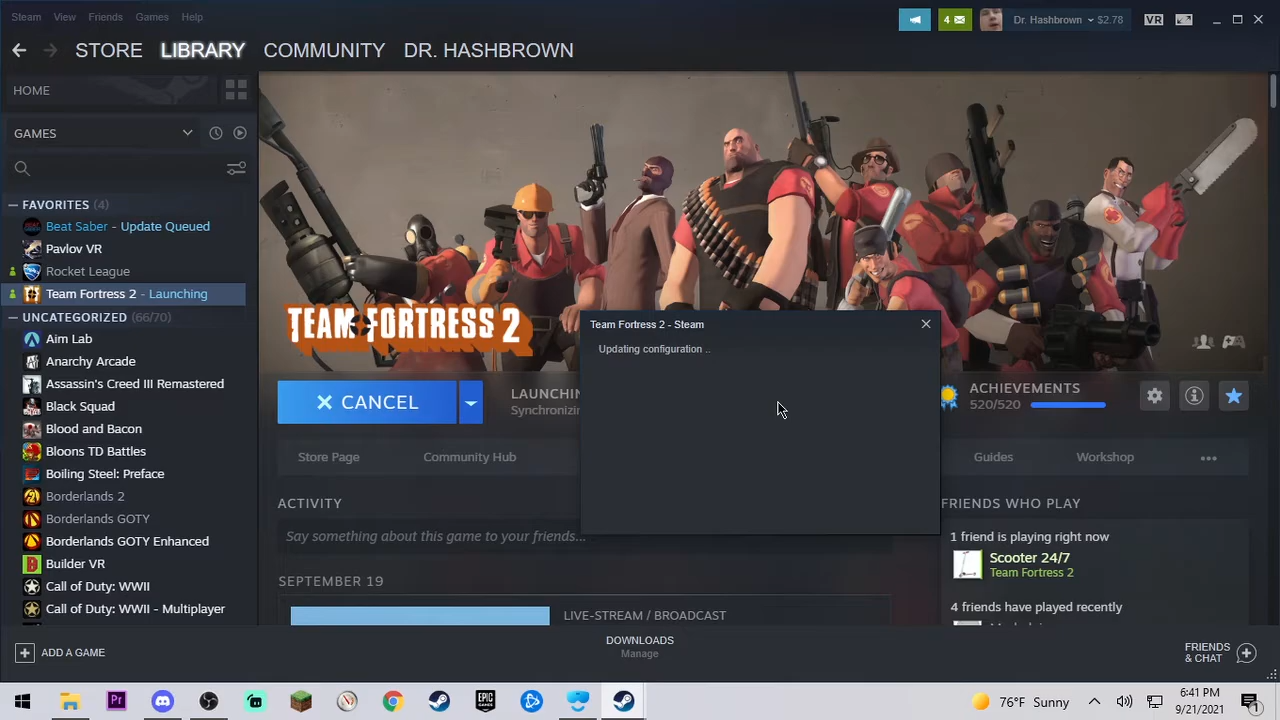 Steam View Friends Games Help
4 Dr. Hashbrown $2.78 VR
STORE LIBRARY COMMUNITY DR. HASHBROWN
HOME
GAMES
FAVORITES (4)
Beat Saber - Update Queued
Pavlov VR
Rocket League
Team Fortress 2 - Launching
UNCATEGORIZED (66/70)
Aim Lab
Anarchy Arcade
Assassin's Creed III Remastered
Black Squad
Blood and Bacon
Bloons TD Battles
Boiling Steel: Preface
Borderlands 2
Borderlands GOTY
Borderlands GOTY Enhanced
Builder VR
Call of Duty: WWII
Call of Duty: WWII - Multiplayer
TEAM FORTRESS 2
Team Fortress 2 - Steam
Updating configuration ..
CANCEL
LAUNCHIN
Synchronizin
ACHIEVEMENTS
520/520
Store Page Community Hub Guides Workshop
ACTIVITY
Say something about this game to your friends...
SEPTEMBER 19
LIVE-STREAM / BROADCAST
FRIENDS WHO PLAY
1 friend is playing right now
Scooter 24/7
Team Fortress 2
4 friends have played recently
ADD A GAME
DOWNLOADS
Manage
FRIENDS
& CHAT
Pr
EPIC
GAMES
76°F Sunny
6:41 PM
9/21/2021
1